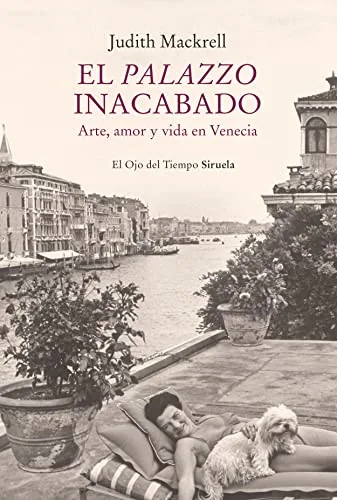 Judith Mackrell
EL PALAZZO
INACABADO
Arte, amor y vida en Venecia
El Ojo del Tiempo Siruela